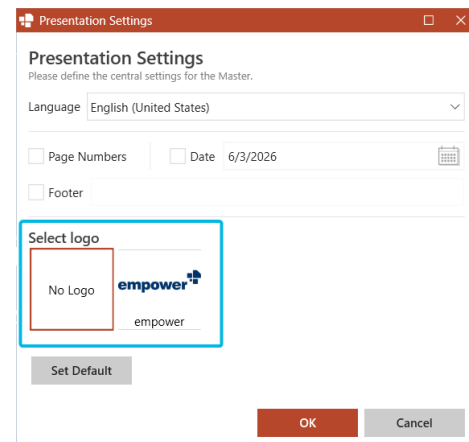 Presentation Settings
Presentation Settings
Please define the central settings for the Master.
Language English (United States)
Page Numbers Date 6/3/2026
Footer
Select logo
No Logo empower
empower
Set Default
OK Cancel